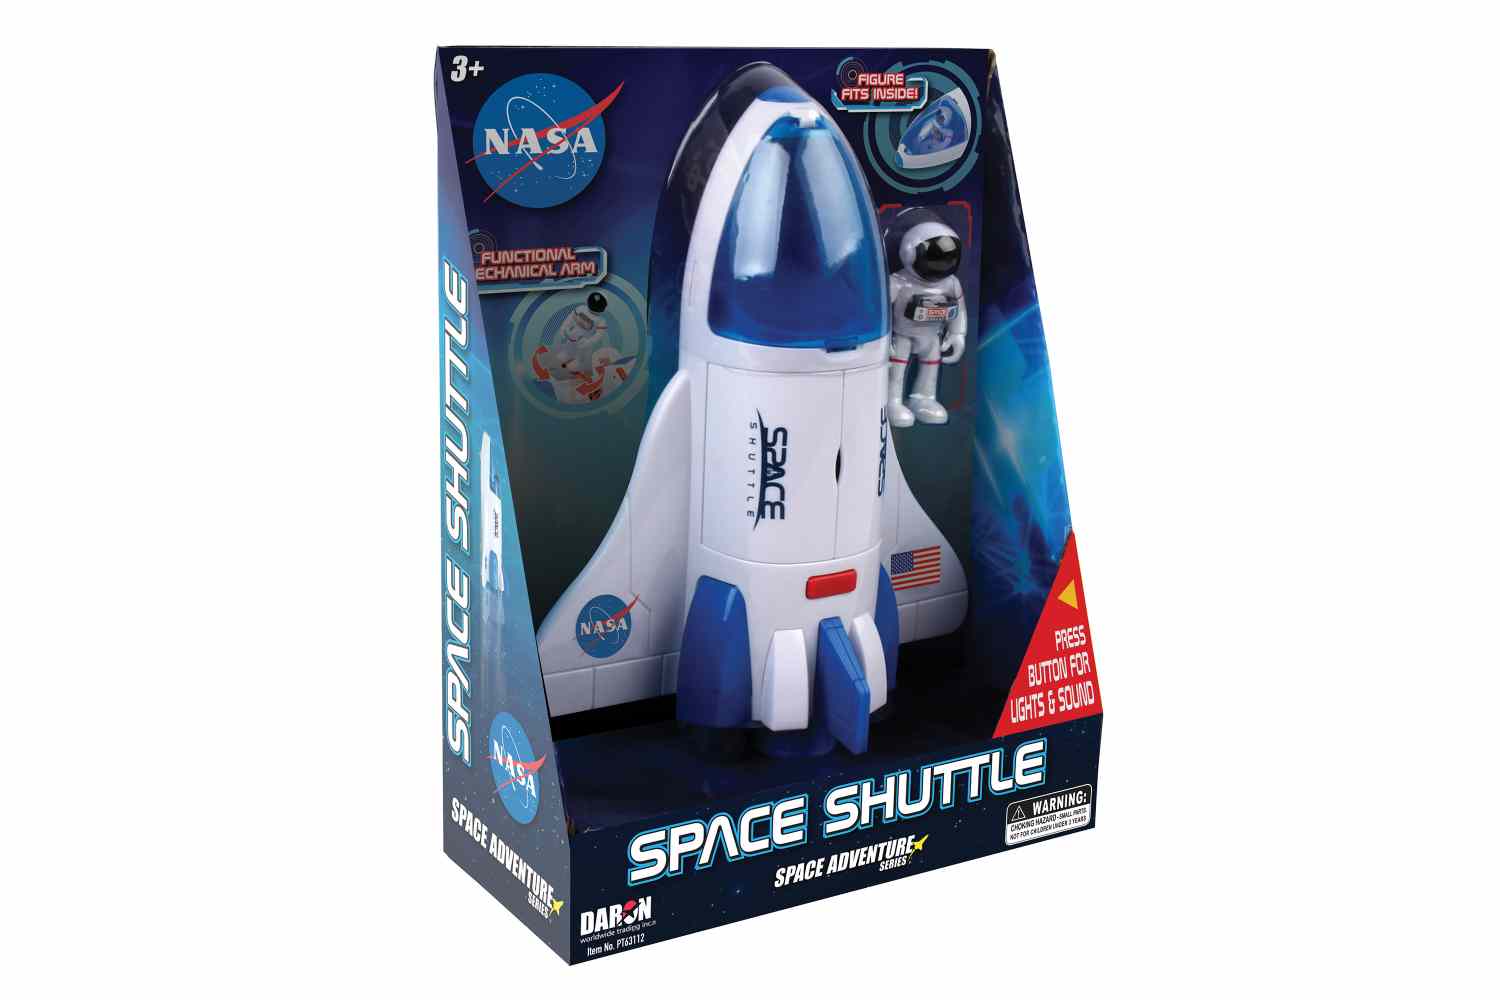 3+
NASA
FIGURE
FITS INSIDE!
FUNCTIONAL
ECHANICAL ARM
SPACE
SPACE
SHUTTLE
SPACE
NASA
PRESS
BUTTON FOR
LIGHTS & SOUND
SPACE SHUTTLE
NASA
SPACE ADVENTURE
SERIES
SPACE SHUTTLE
SPACE ADVENTURE
SERIES
WARNING:
CHOKING HAZARD-SMALL PARTS
NOT FOR CHILDREN UNDER 3 YEARS
DARON
worldwide trading inc.®
Item No. PT63112